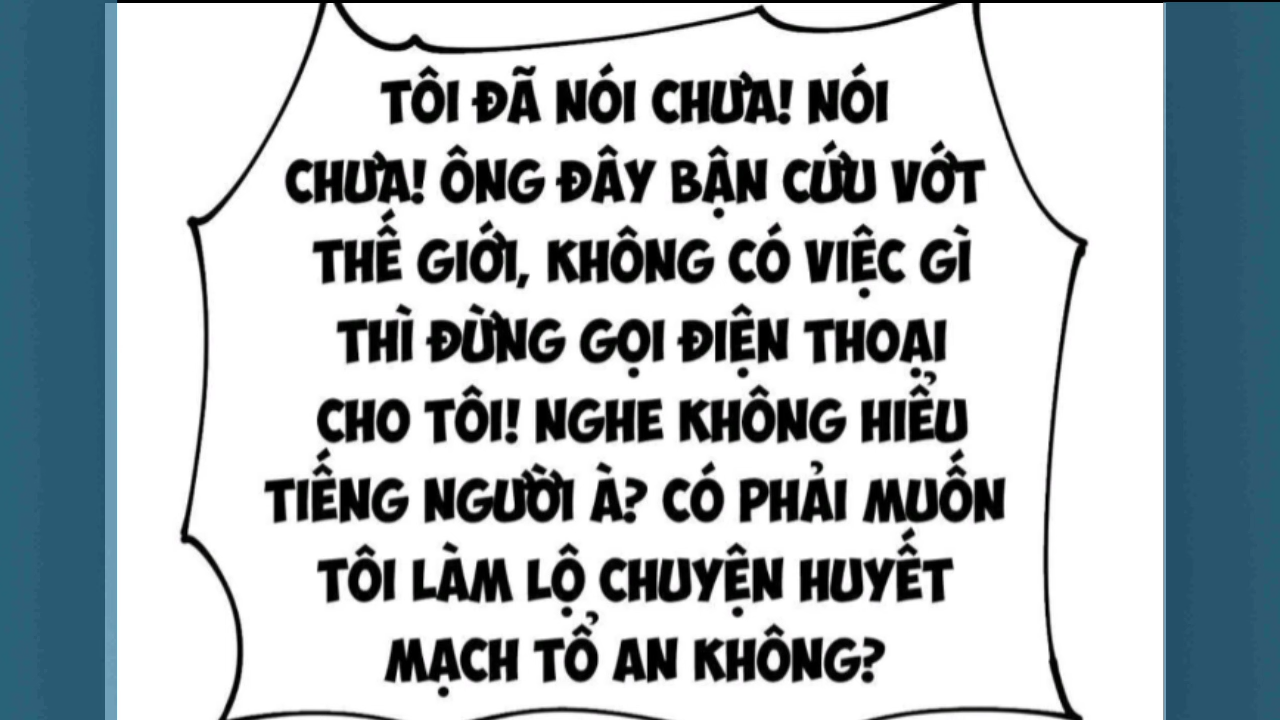 TÔI ĐÃ NÓI CHƯA! NÓI
CHƯA! ÔNG ĐÂY BẬN CỨU VỚT
THẾ GIỚI, KHÔNG CÓ VIỆC GÌ
THÌ ĐỪNG GỌI ĐIỆN THOẠI
CHO TÔI! NGHE KHÔNG HIỂU
TIẾNG NGƯỜI À? CÓ PHẢI MUỐN
TÔI LÀM LỘ CHUYỆN HUYẾT
MẠCH TỔ AN KHÔNG?